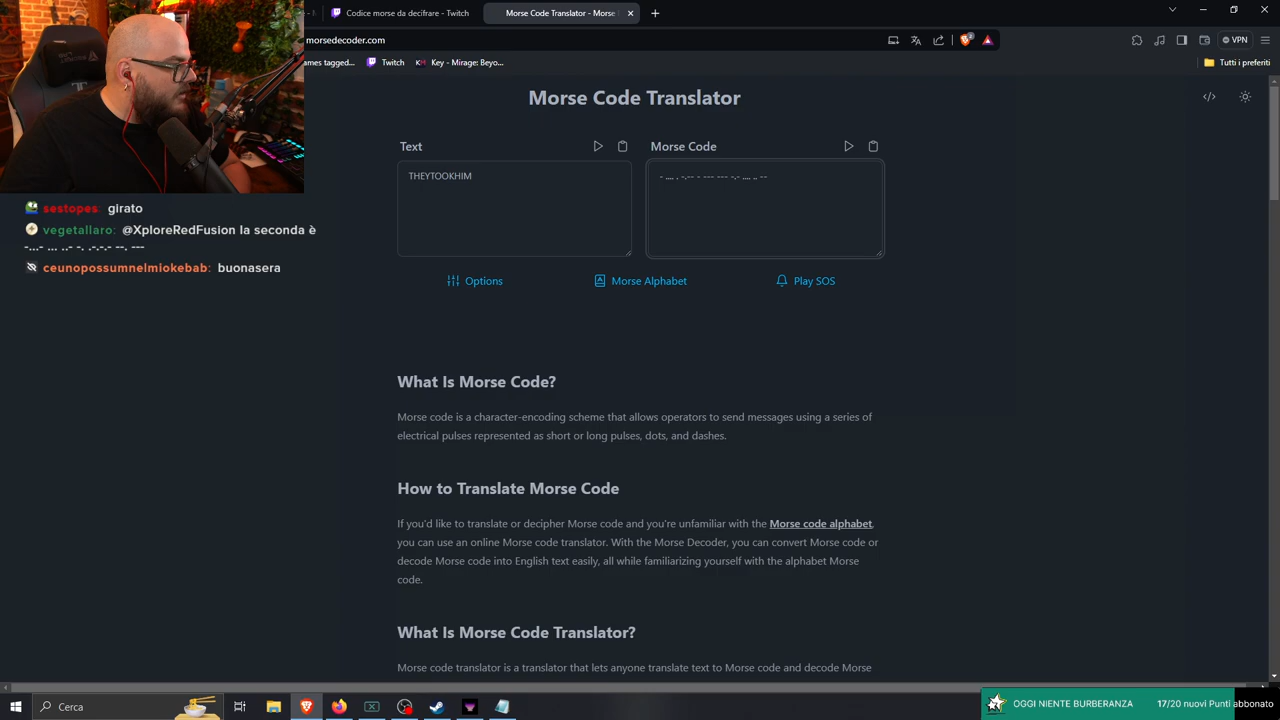 Codice morse da decifrare - Twitch
Morse Code Translator - Morse
morsedecoder.com
VPN
ames tagged...
Twitch
Key - Mirage: Beyo...
Tutti i preferiti
Morse Code Translator
Text
Morse Code
THEYTOOKHIM
- .... . -.-- - --- --- -.- .... .. --
sestopes: girato
vegetallaro: @XploreRedFusion la seconda è
-...- ... ..- -. .-.-.- --. ---
ceunopossumnelmiokebab: buonasera
Options
Morse Alphabet
Play SOS
What Is Morse Code?
Morse code is a character-encoding scheme that allows operators to send messages using a series of
electrical pulses represented as short or long pulses, dots, and dashes.
How to Translate Morse Code
If you'd like to translate or decipher Morse code and you're unfamiliar with the Morse code alphabet,
you can use an online Morse code translator. With the Morse Decoder, you can convert Morse code or
decode Morse code into English text easily, all while familiarizing yourself with the alphabet Morse
code.
What Is Morse Code Translator?
Morse code translator is a translator that lets anyone translate text to Morse code and decode Morse
Cerca
OGGI NIENTE BURBERANZA
17/20 nuovi Punti abbonato